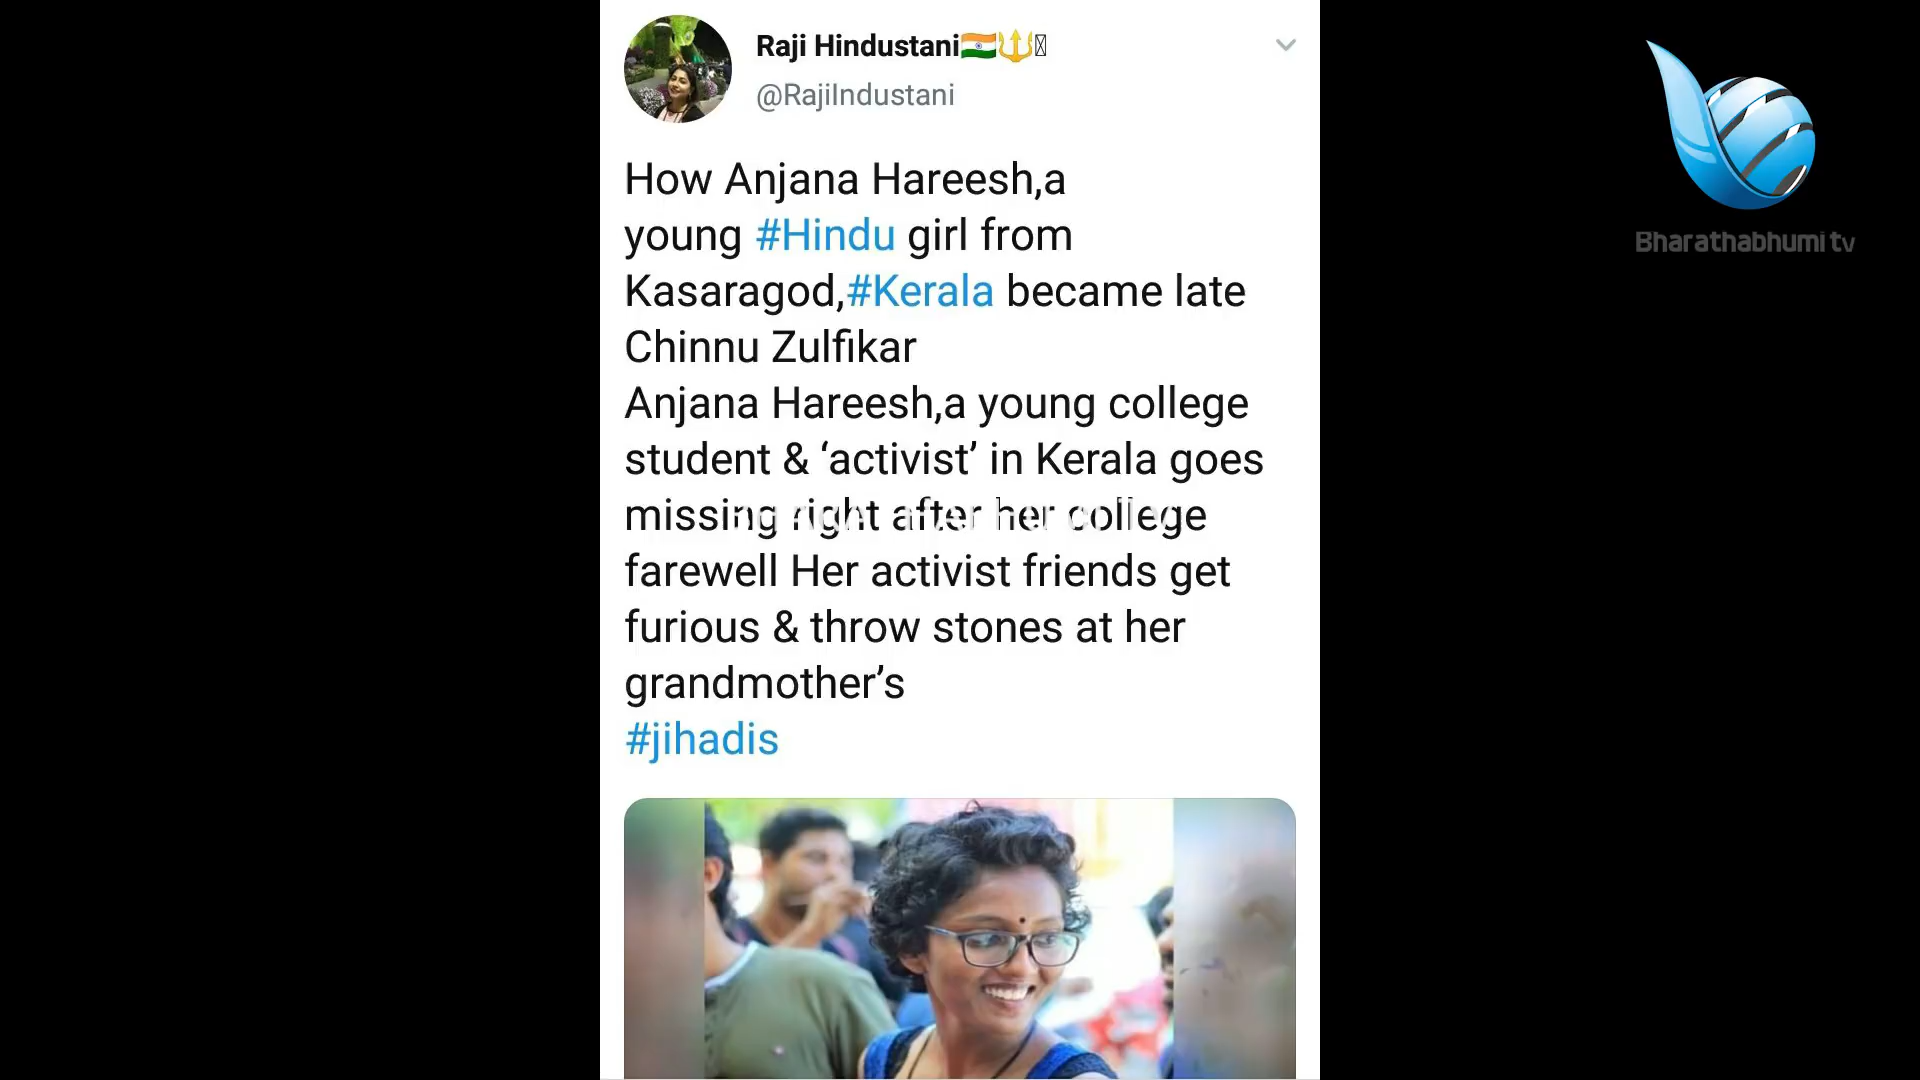 Raji Hindustani
@RajiIndustani
How Anjana Hareesh,a
young #Hindu girl from
Kasaragod,#Kerala became late
Chinnu Zulfikar
Anjana Hareesh,a young college
student & ‘activist’ in Kerala goes
missing right after her college
farewell Her activist friends get
furious & throw stones at her
grandmother’s
#jihadis
Bharathabhumi tv